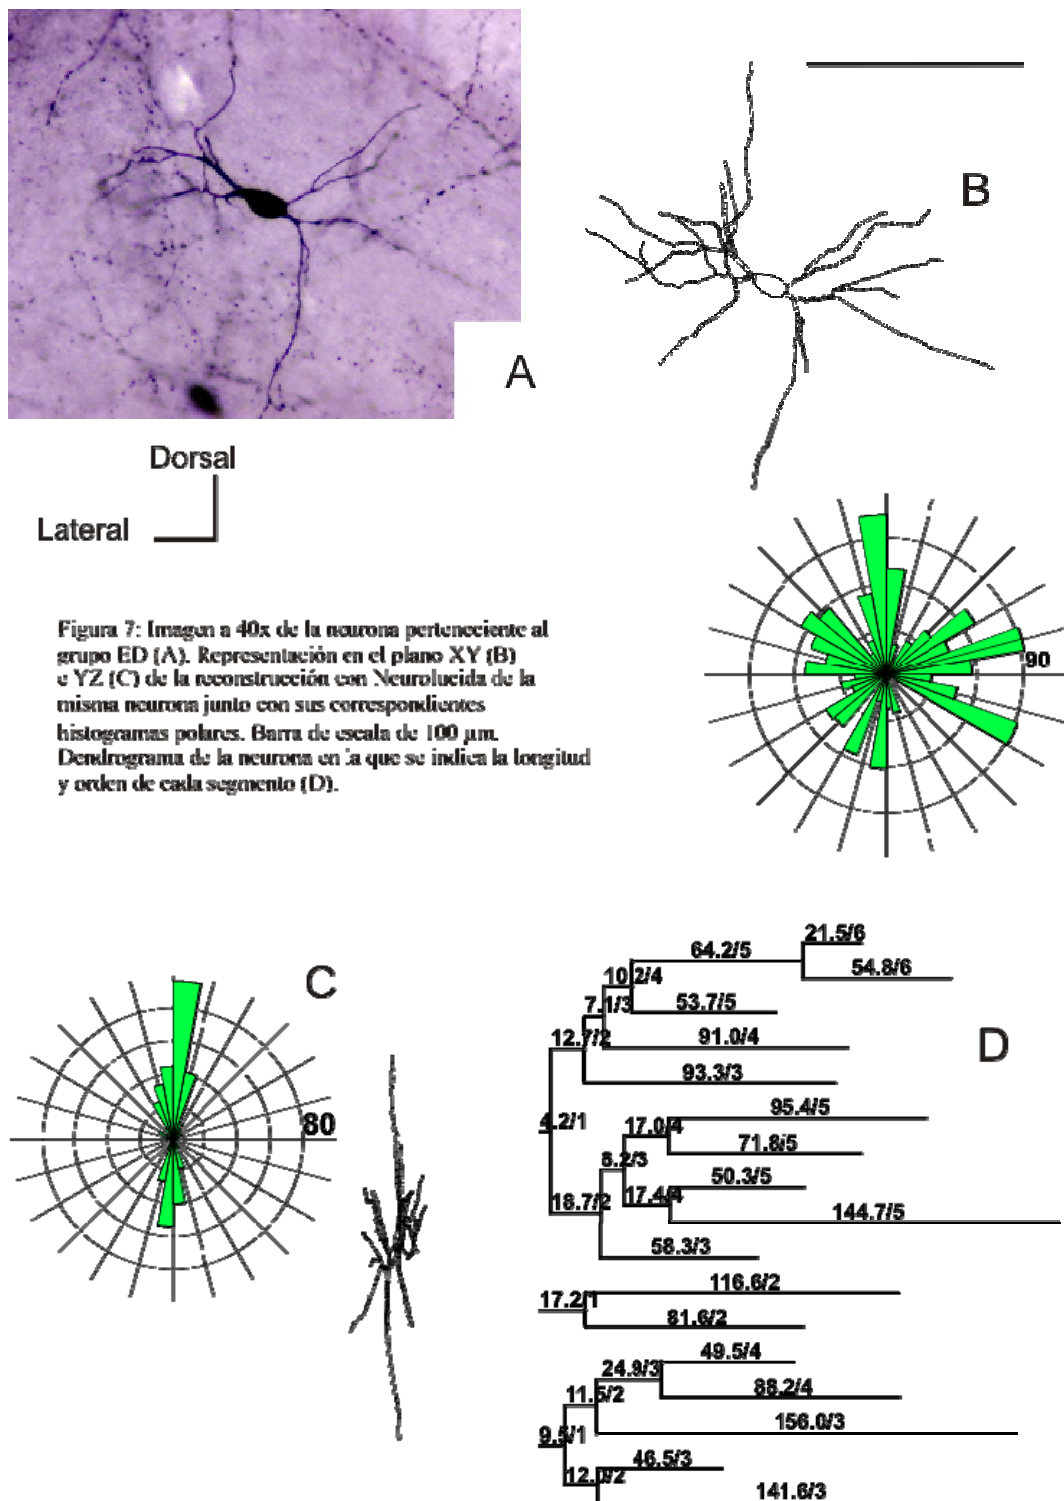 A
B
Dorsal
Lateral
90
Figura 7: Imagen a 40x de la neurona perteneciente al
grupo ED (A). Representación en el plano XY (B)
e YZ (C) de la reconstrucción con Neurolucida de la
misma neurona junto con sus correspondientes
histogramas polares. Barra de escala de 100 µm.
Dendrograma de la neurona en la que se indica la longitud
y orden de cada segmento (D).
C
80
D
21.5/6
64.2/5
54.8/6
10.2/4
53.7/5
7.1/3
91.0/4
12.7/2
93.3/3
4.2/1
95.4/5
17.0/4
71.8/5
8.2/3
50.3/5
17.4/4
18.7/2
144.7/5
58.3/3
116.6/2
17.2/1
81.6/2
49.5/4
24.9/3
88.2/4
11.5/2
156.0/3
9.5/1
46.5/3
12.0/2
141.6/3